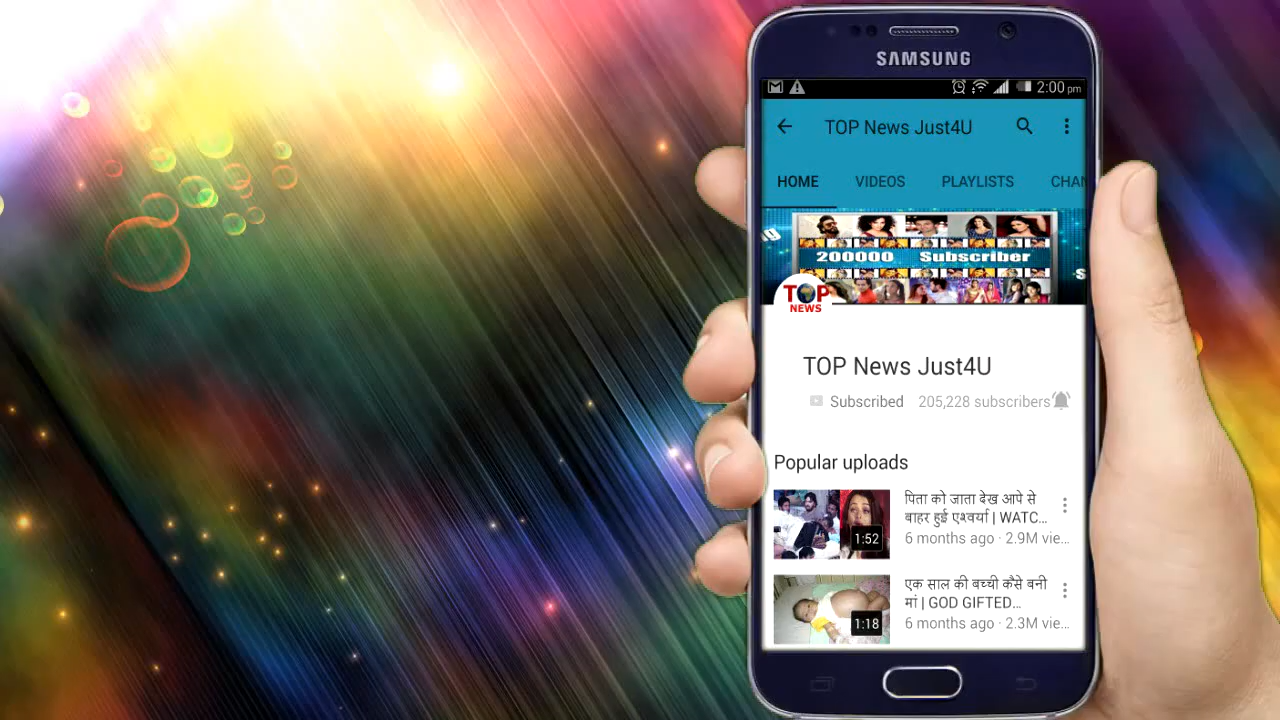 SAMSUNG
2:00 pm
TOP News Just4U
HOME VIDEOS PLAYLISTS CHAN
200000 Subscriber
TOP
NEWS
TOP News Just4U
Subscribed 205,228 subscribers
Popular uploads
पिता को जाता देख आपे से
बाहर हुई एश्वर्या | WATC...
1:52
6 months ago · 2.9M vie...
एक साल की बच्ची कैसे बनी
मां | GOD GIFTED...
1:18
6 months ago · 2.3M vie...